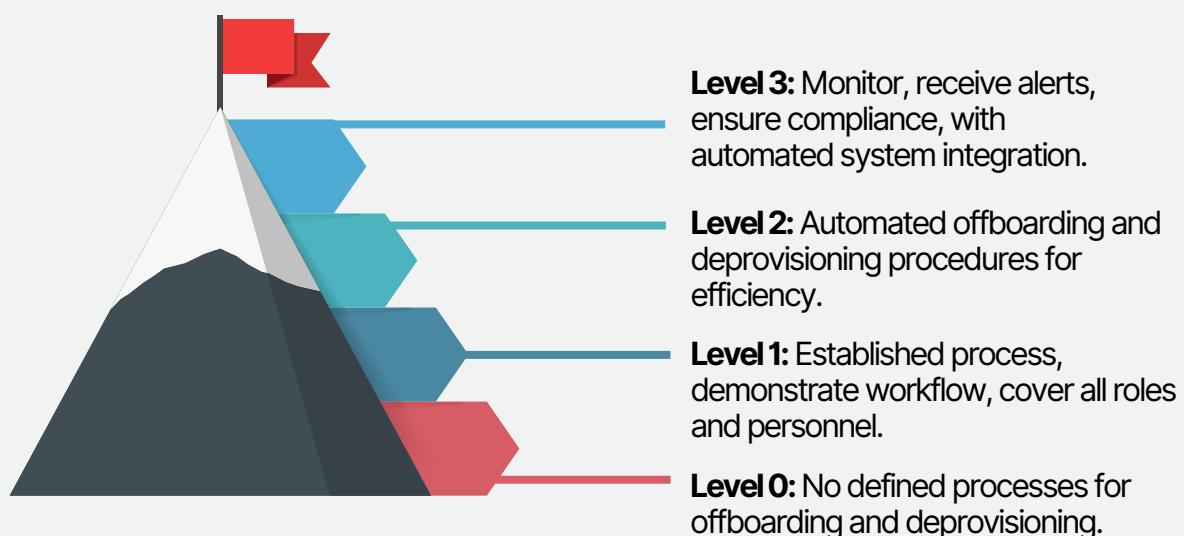 Level 3: Monitor, receive alerts,
ensure compliance, with
automated system integration.
Level 2: Automated offboarding and
deprovisioning procedures for
efficiency.
Level 1: Established process,
demonstrate workflow, cover all roles
and personnel.
Level 0: No defined processes for
offboarding and deprovisioning.